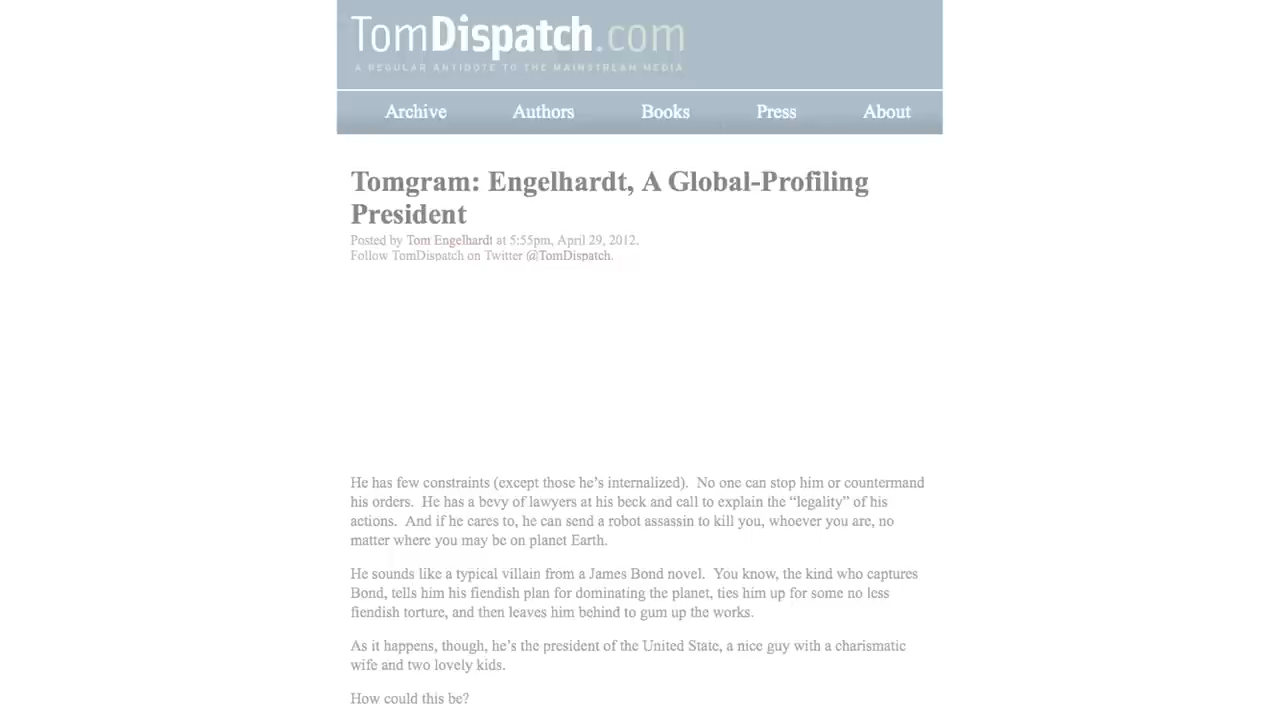 TomDispatch.com
A REGULAR ANTIDOTE TO THE MAINSTREAM MEDIA
Archive Authors Books Press About
Tomgram: Engelhardt, A Global-Profiling
President
Posted by Tom Engelhardt at 5:55pm, April 29, 2012.
Follow TomDispatch on Twitter @TomDispatch.
He has few constraints (except those he’s internalized).  No one can stop him or countermand
his orders.  He has a bevy of lawyers at his beck and call to explain the “legality” of his
actions.  And if he cares to, he can send a robot assassin to kill you, whoever you are, no
matter where you may be on planet Earth.
He sounds like a typical villain from a James Bond novel.  You know, the kind who captures
Bond, tells him his fiendish plan for dominating the planet, ties him up for some no less
fiendish torture, and then leaves him behind to gum up the works.
As it happens, though, he’s the president of the United State, a nice guy with a charismatic
wife and two lovely kids.
How could this be?